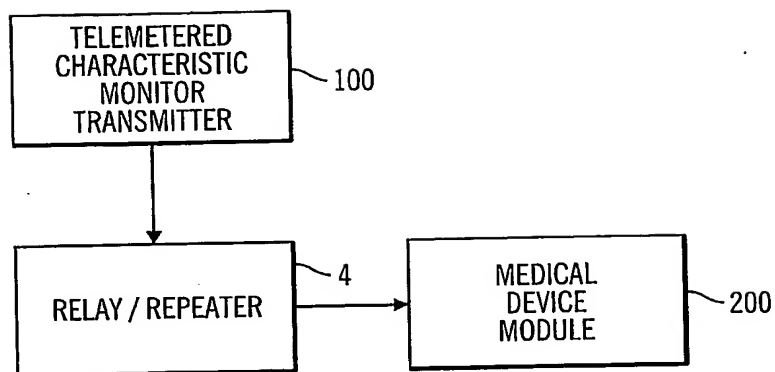 TELEMETERED
CHARACTERISTIC
MONITOR
TRANSMITTER
100
RELAY / REPEATER
4
MEDICAL
DEVICE
MODULE
200